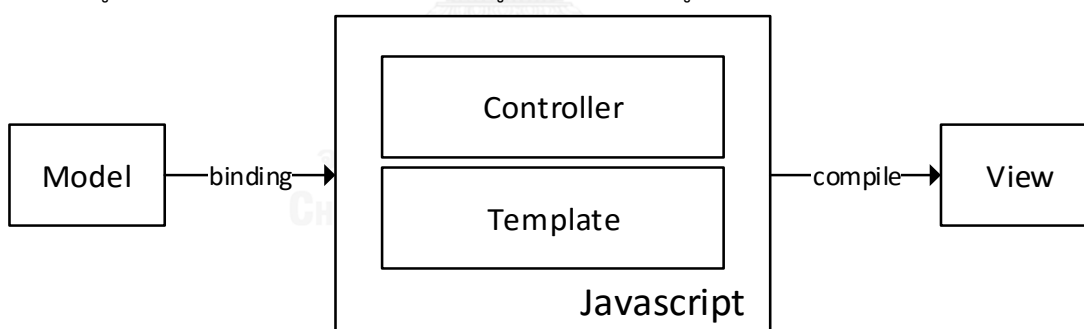 Controller
Model
binding
compile
View
Template
Javascript